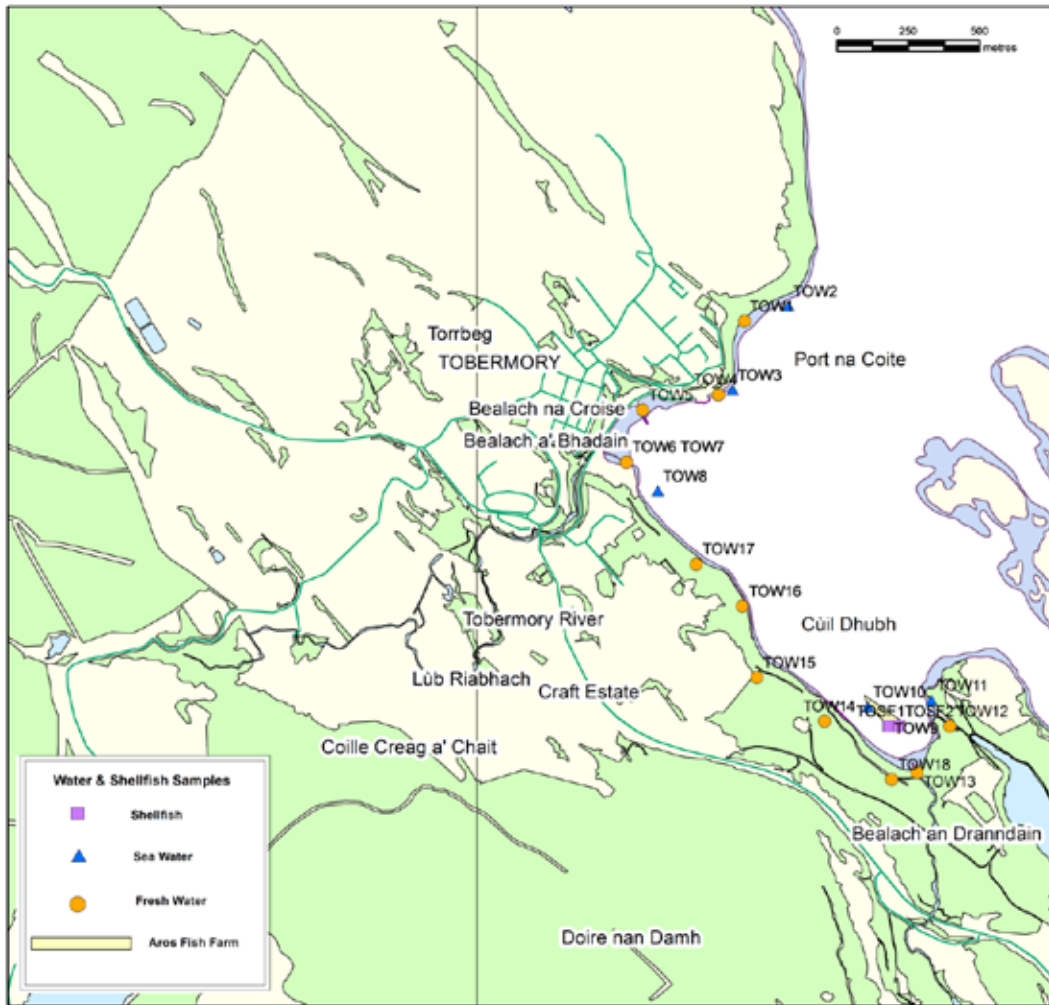 0 250 500
metres
TOW2
TOW1
Torrbeg
TOBERMORY
Port na Coite
TOW3
TOW4
TOW5
Bealach na Croise
Bealach a' Bhadain
TOW6 TOW7
TOW8
TOW17
TOW16
Tobermory River
Cùil Dhubh
TOW15
Lùb Riabhach
Craft Estate
TOW10
TOW11
TOSF1
TOSF2
TOW12
TOW14
TOW9
Coille Creag a' Chait
TOW18
TOW13
Bealach an Dranndain
Doire nan Damh
Water & Shellfish Samples
Shellfish
Sea Water
Fresh Water
Aros Fish Farm